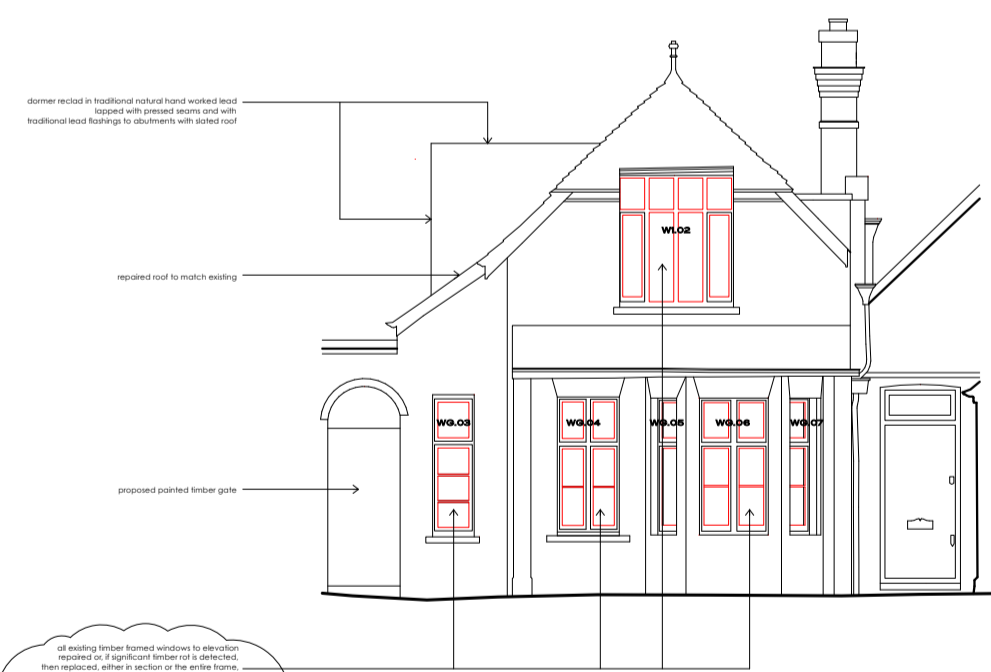 dormer reclad in traditional natural hand worked lead
lapped with pressed seams and with
traditional lead flashings to abutments with slated roof
W1.02
repaired roof to match existing
WG.03
WG.04
WG.05
WG.06
WG.07
proposed painted timber gate
all existing timber framed windows to elevation
repaired or, if significant timber rot is detected,
then replaced, either in section or the entire frame,